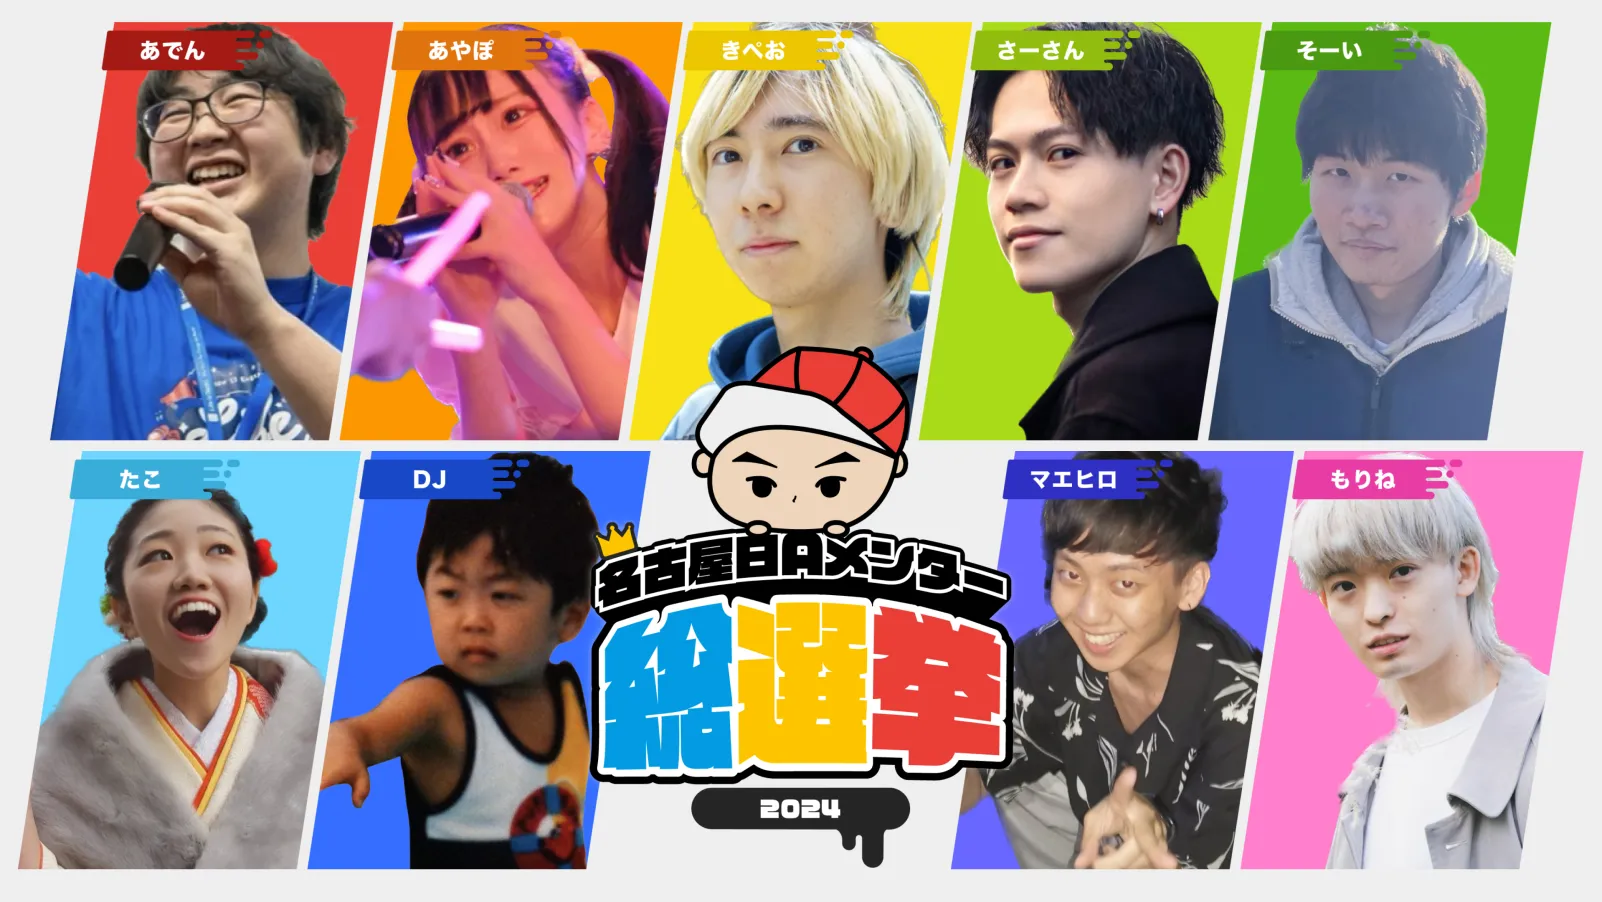 あでん
あやぽ
きぺお
さーさん
そーい
たこ
DJ
マエヒロ
もりね
名古屋日Aメンター
総選挙
2024